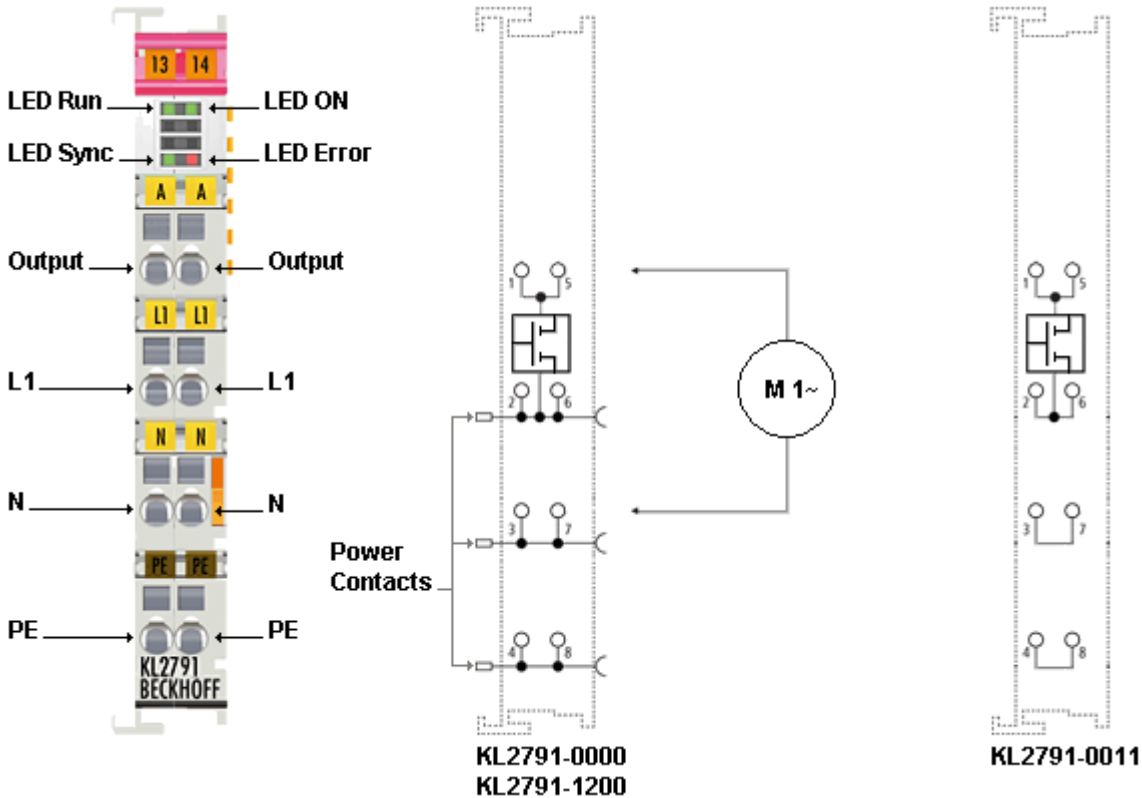 13 14
LED Run LED ON
LED Sync LED Error
A A
Output Output
L1 L1
L1 L1
N N
N N
PE PE
PE PE
KL2791
BECKHOFF
1 5
2 6
3 7
4 8
Power
Contacts
M 1~
KL2791-0000
KL2791-1200
1 5
2 6
3 7
4 8
KL2791-0011